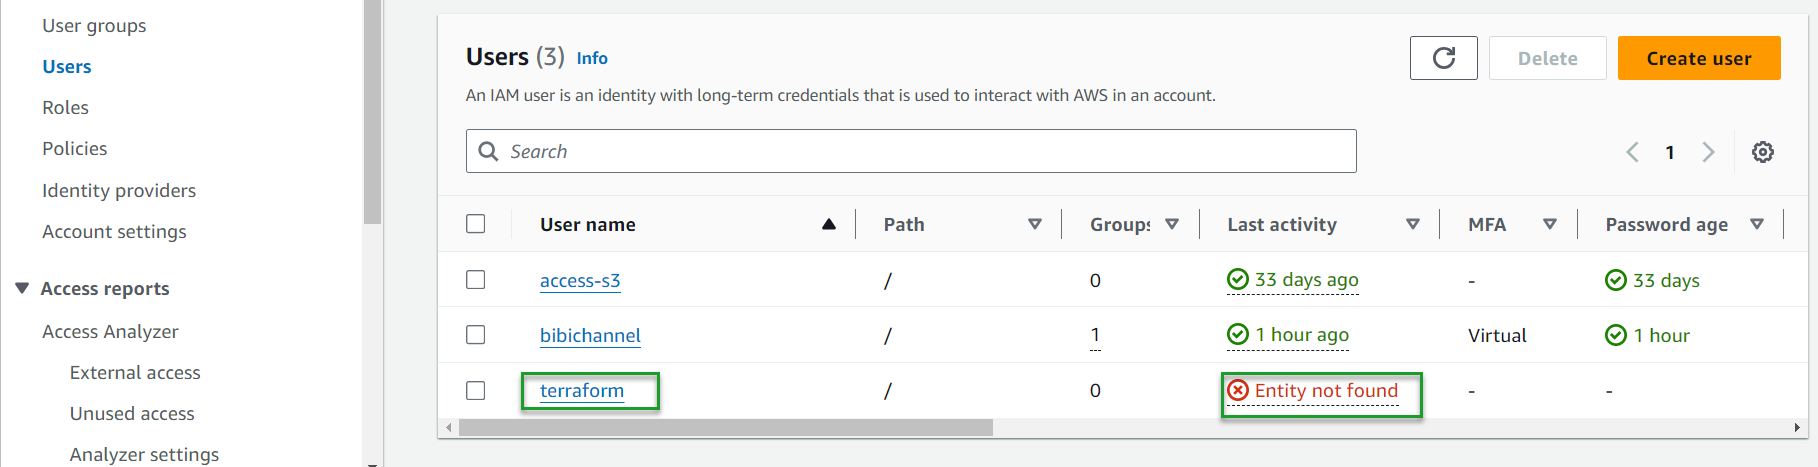 User groups
Users
Roles
Policies
Identity providers
Account settings
Access reports
Access Analyzer
External access
Unused access
Analyzer settings
Users (3) Info
Delete
Create user
An IAM user is an identity with long-term credentials that is used to interact with AWS in an account.
Search
1
User name Path Groups Last activity MFA Password age
access-s3 / 0 33 days ago - 33 days
bibichannel / 1 1 hour ago Virtual 1 hour
terraform / 0 Entity not found - -